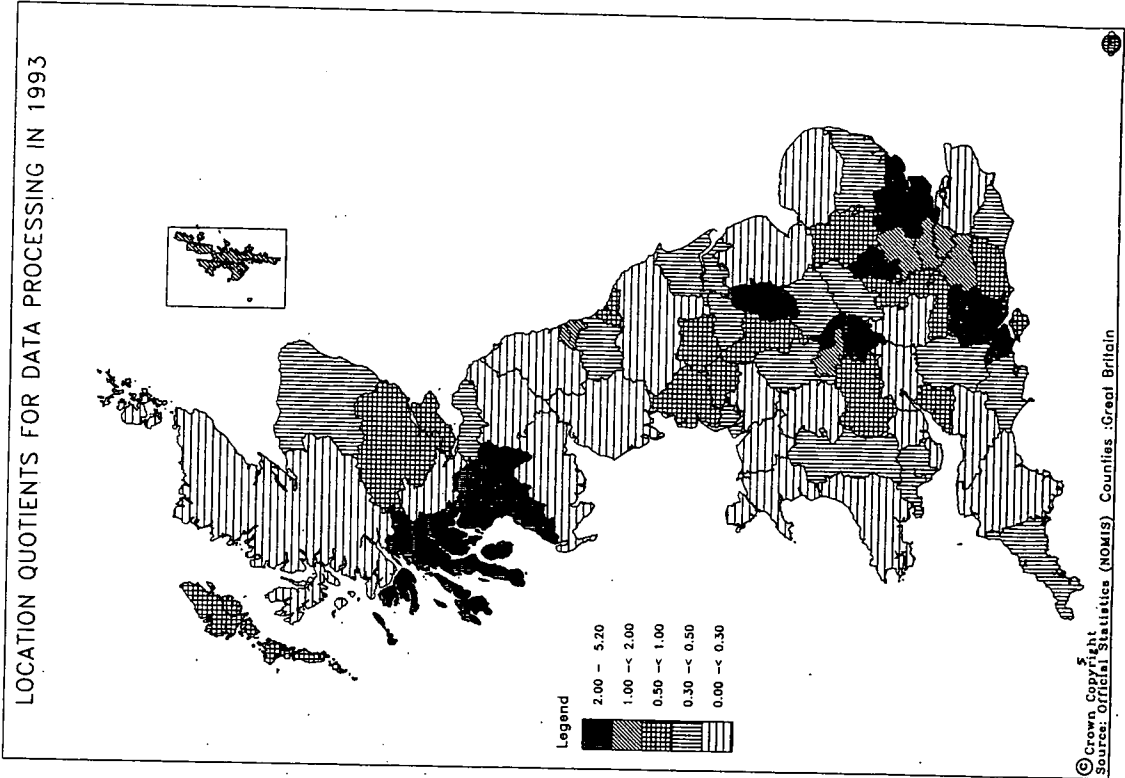 LOCATION QUOTIENTS FOR DATA PROCESSING IN 1993
Legend
2.00 - 5.20
1.00 -< 2.00
0.50 -< 1.00
0.30 -< 0.50
0.00 -< 0.30
© Crown Copyright
Source: Official Statistics (NOMIS) Counties :Great Britain